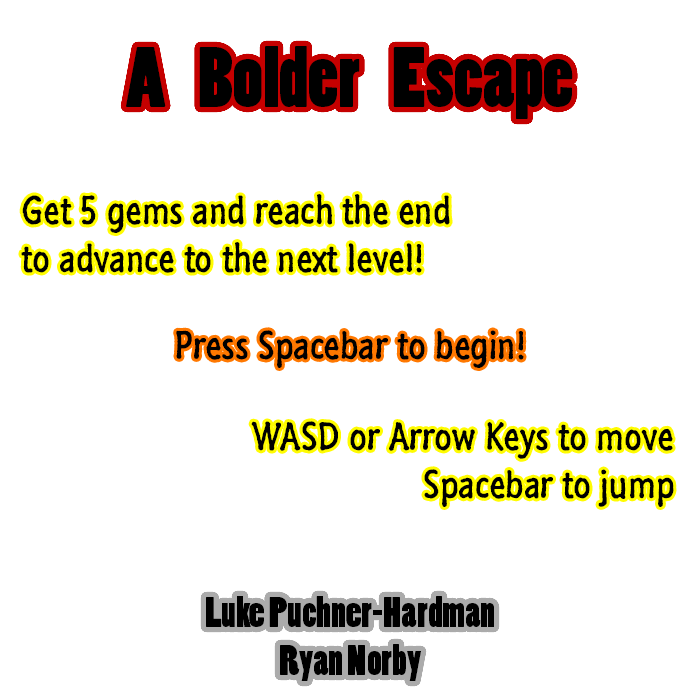 A Bolder Escape
Get 5 gems and reach the end
to advance to the next level!
Press Spacebar to begin!
WASD or Arrow Keys to move
Spacebar to jump
Luke Puchner-Hardman
Ryan Norby